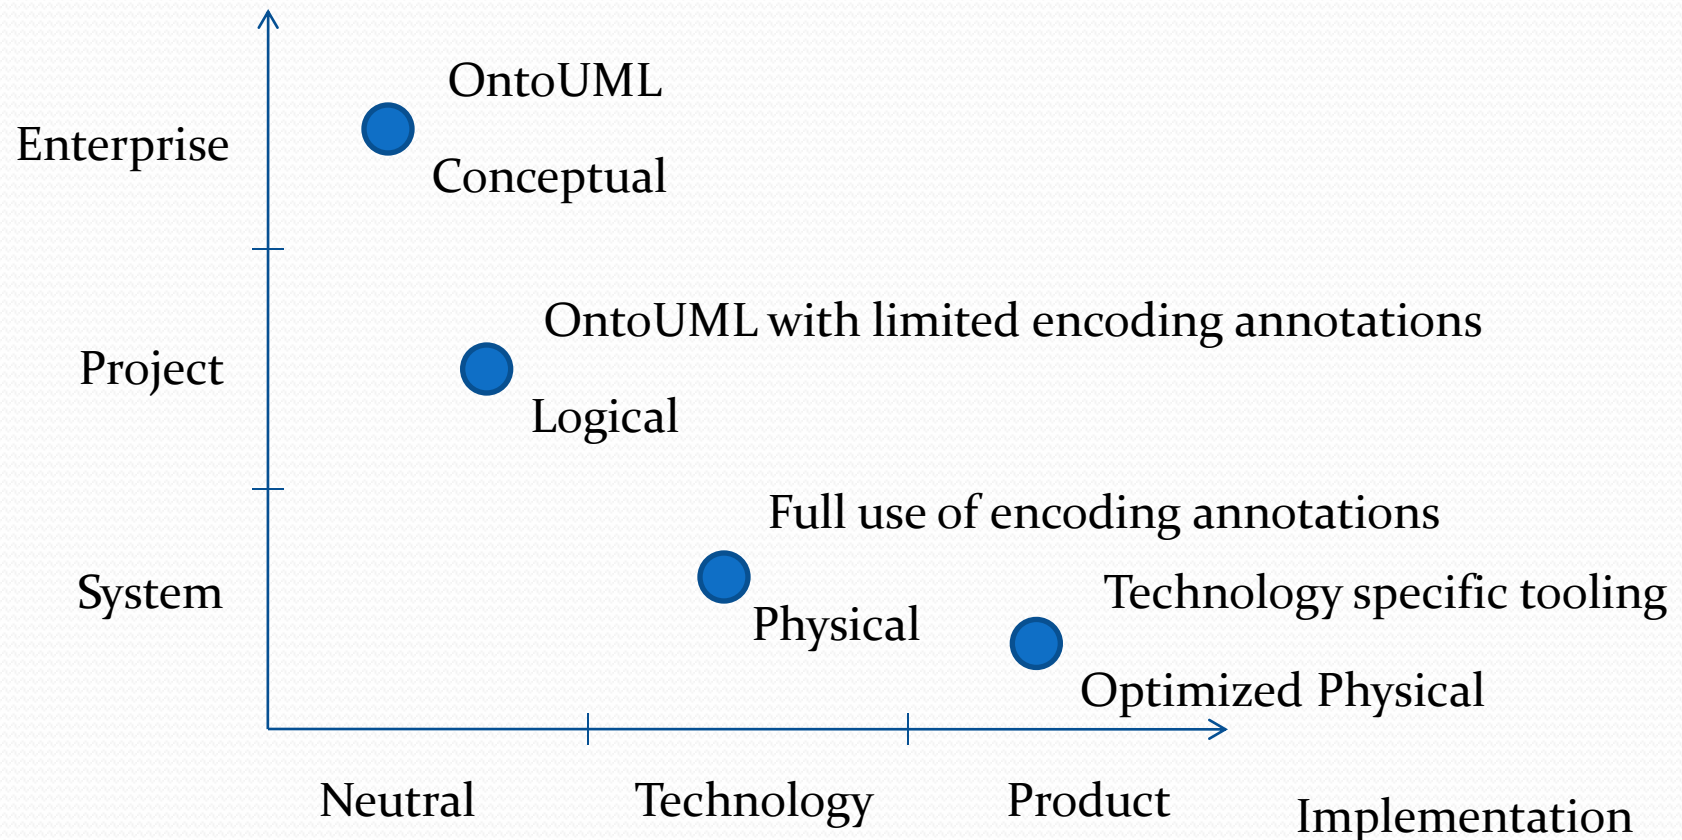 OntoUML
Enterprise
Conceptual
OntoUML with limited encoding annotations
Project
Logical
Full use of encoding annotations
System
Technology specific tooling
Physical
Optimized Physical
Neutral
Technology
Product
Implementation